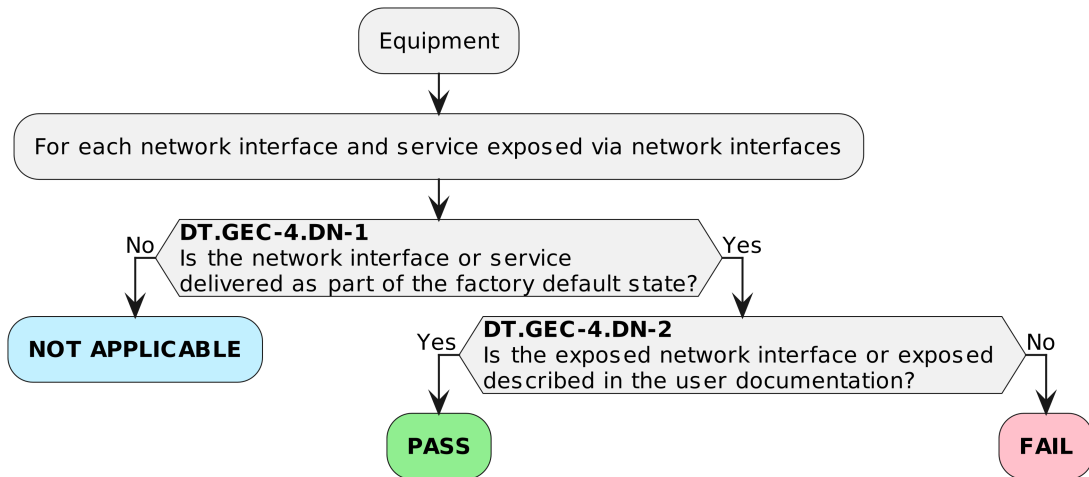 Equipment
For each network interface and service exposed via network interfaces
DT.GEC-4.DN-1
Is the network interface or service
delivered as part of the factory default state?
No
Yes
NOT APPLICABLE
DT.GEC-4.DN-2
Is the exposed network interface or exposed
described in the user documentation?
Yes
No
PASS
FAIL